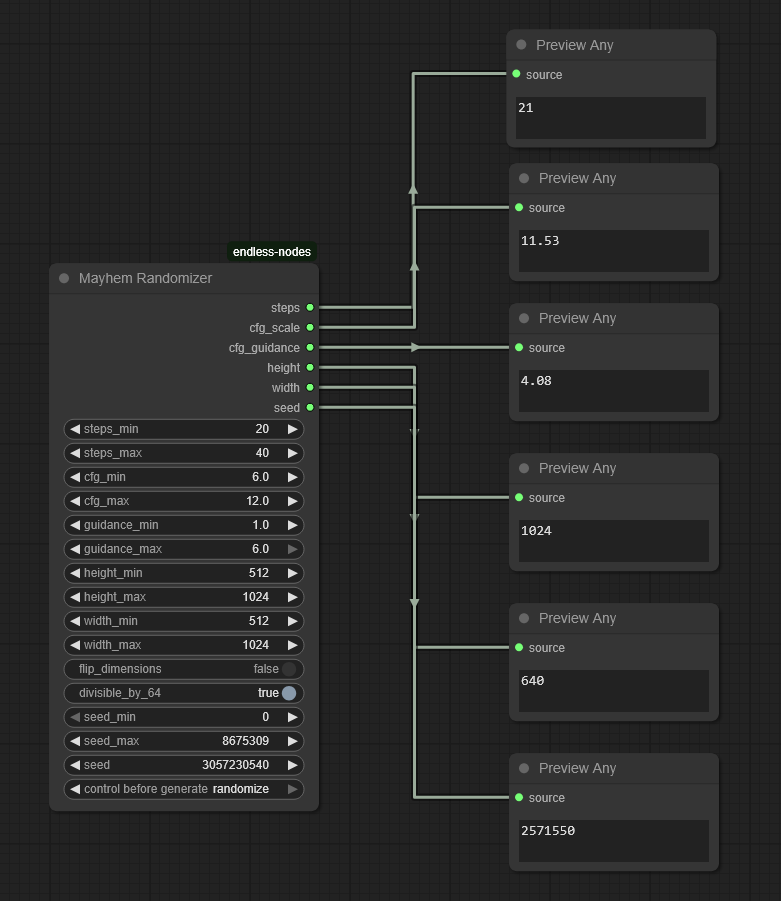 endless-nodes
Mayhem Randomizer
steps
cfg_scale
cfg_guidance
height
width
seed
steps_min 20
steps_max 40
cfg_min 6.0
cfg_max 12.0
guidance_min 1.0
guidance_max 6.0
height_min 512
height_max 1024
width_min 512
width_max 1024
flip_dimensions false
divisible_by_64 true
seed_min 0
seed_max 8675309
seed 3057230540
control before generate randomize
Preview Any
source
21
Preview Any
source
11.53
Preview Any
source
4.08
Preview Any
source
1024
Preview Any
source
640
Preview Any
source
2571550